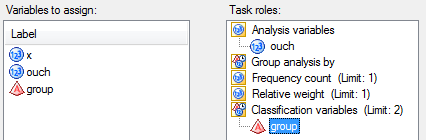 Variables to assign:
Label
x
ouch
group
Task roles:
Analysis variables
ouch
Group analysis by
Frequency count (Limit: 1)
Relative weight (Limit: 1)
Classification variables (Limit: 2)
group